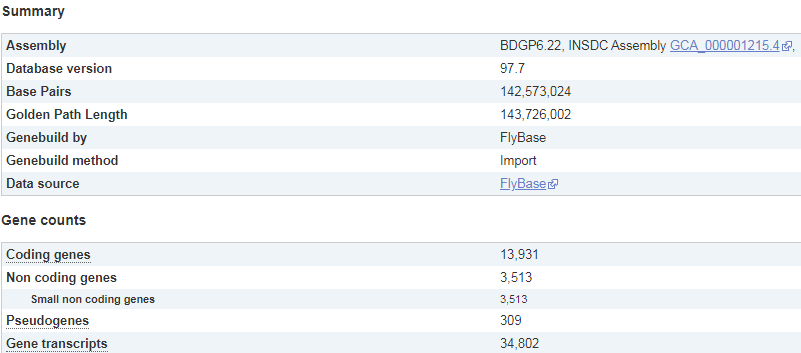 Summary
Assembly BDGP6.22, INSDC Assembly GCA_000001215.4,
Database version 97.7
Base Pairs 142,573,024
Golden Path Length 143,726,002
Genebuild by FlyBase
Genebuild method Import
Data source FlyBase
Gene counts
Coding genes 13,931
Non coding genes 3,513
Small non coding genes 3,513
Pseudogenes 309
Gene transcripts 34,802